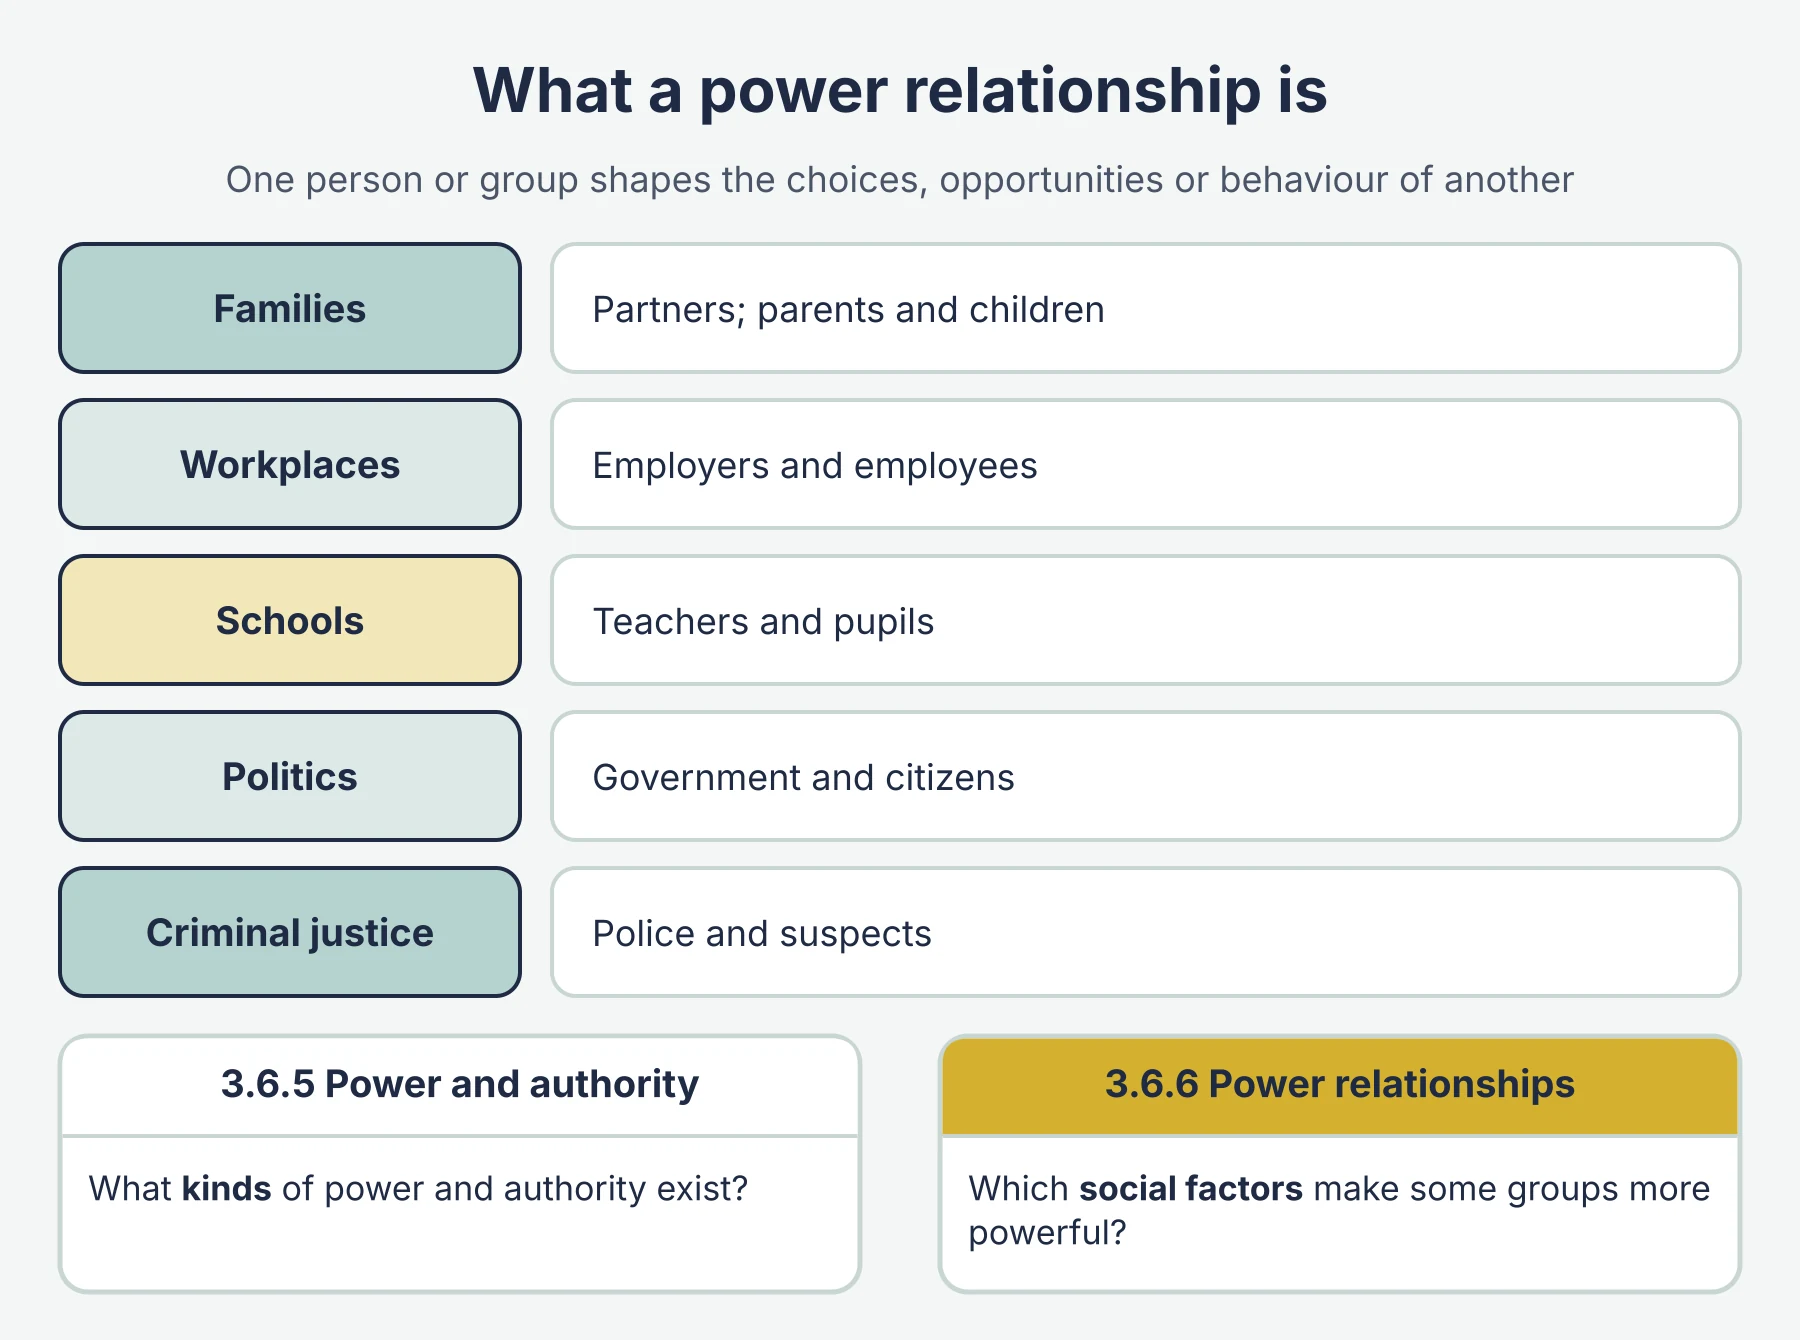 What a power relationship is
One person or group shapes the choices, opportunities or behaviour of another
Families
Partners; parents and children
Workplaces
Employers and employees
Schools
Teachers and pupils
Politics
Government and citizens
Criminal justice
Police and suspects
3.6.5 Power and authority
What kinds of power and authority exist?
3.6.6 Power relationships
Which social factors make some groups more
powerful?